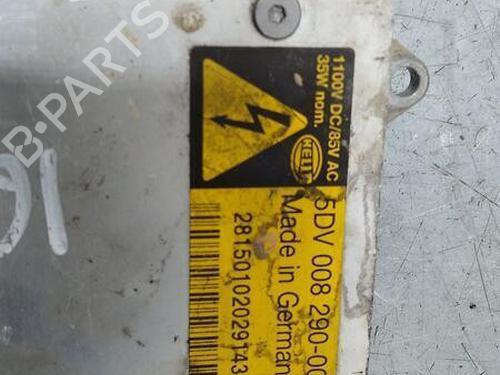 1100V DC/85V AC
35W nom.
HELLA
5DV 008 290-00
Made in German
28150102029143
B-PARTS